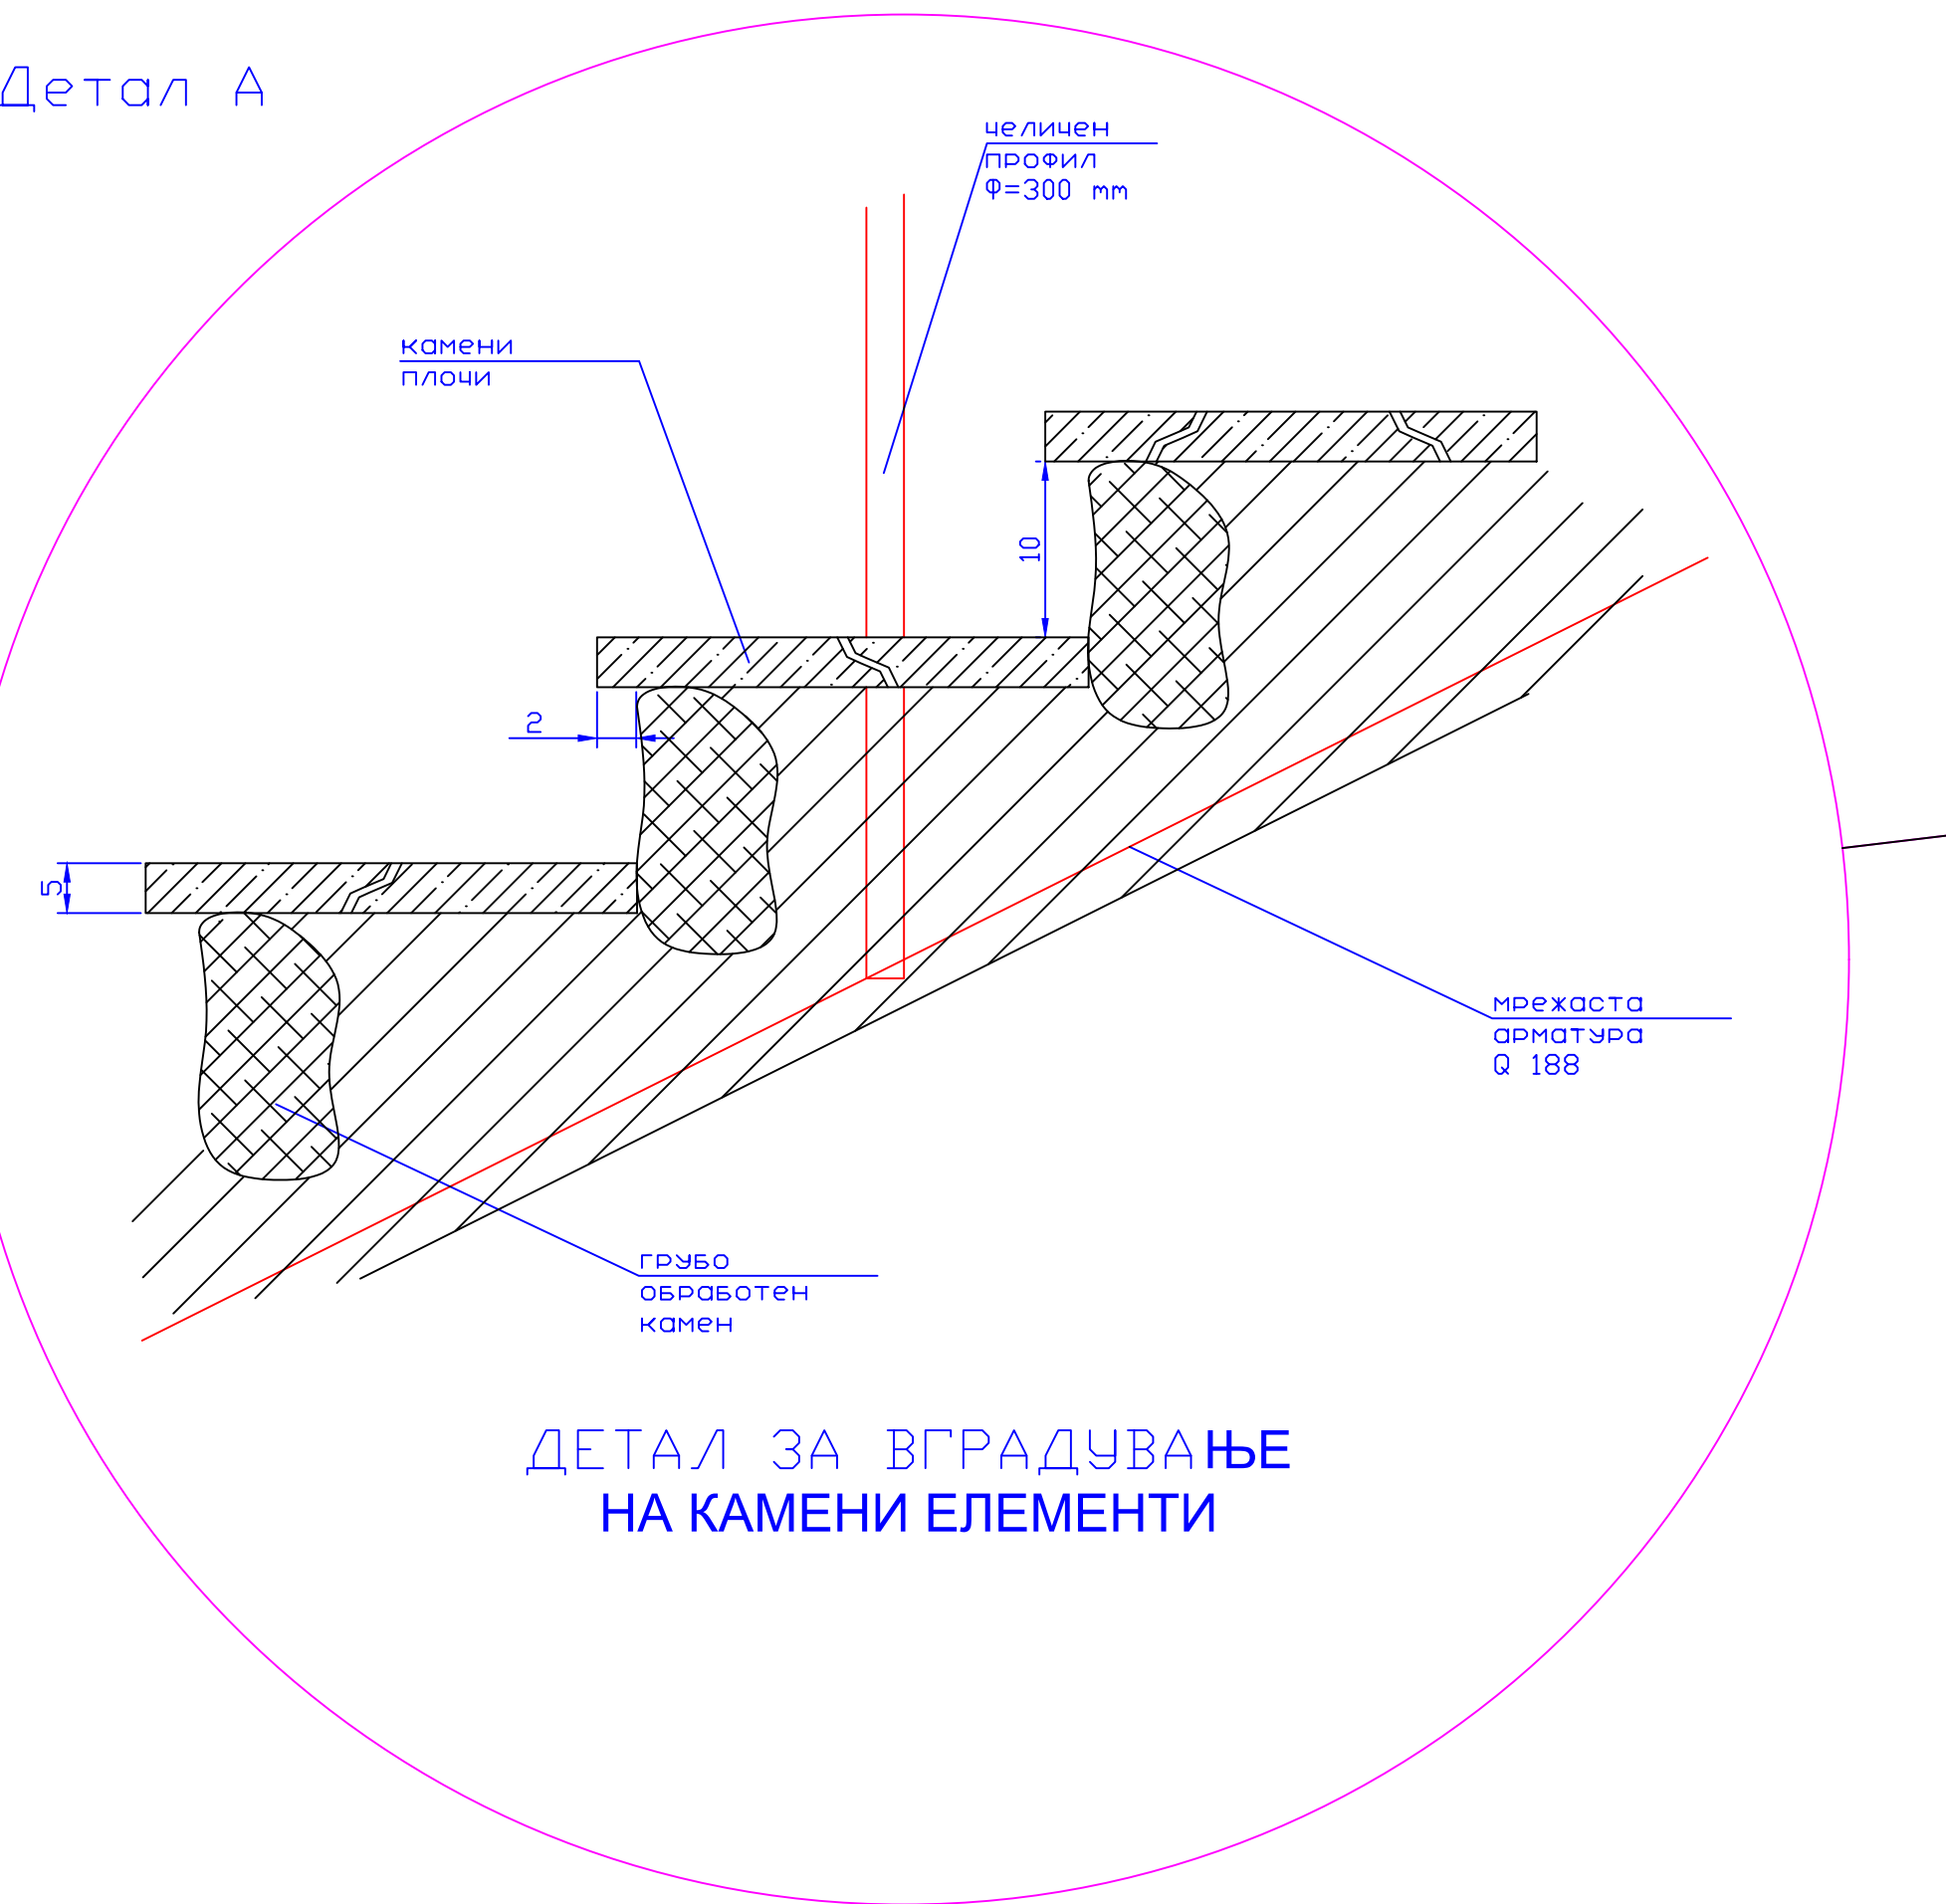 Детал А
челичен
профил
Ф=300 mm
камени
плочи
10
2
5
мрежаста
арматура
Q 188
грубо
обработен
камен
ДЕТАЛ ЗА ВГРАДУВАЊЕ
НА КАМЕНИ ЕЛЕМЕНТИ